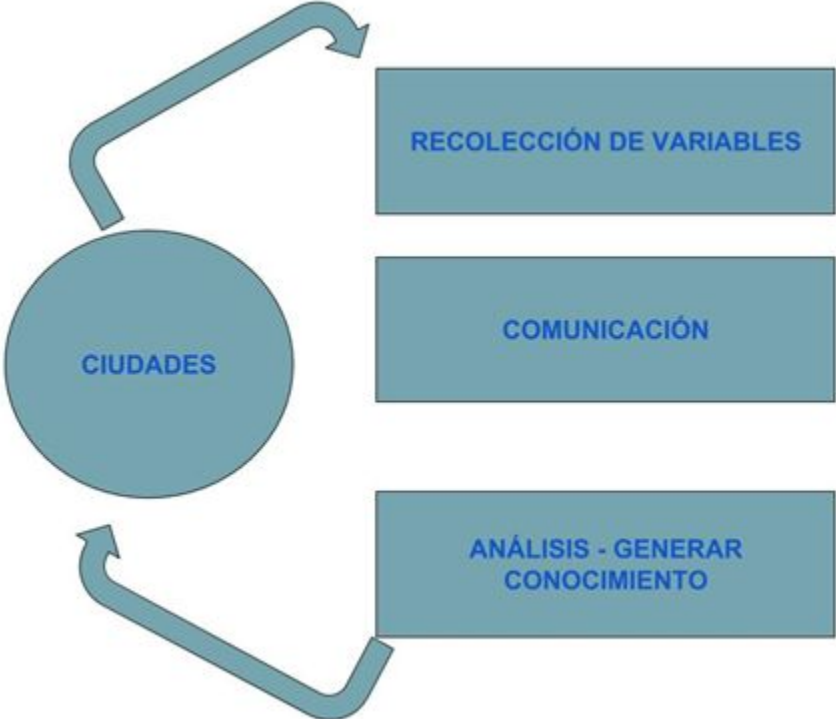 RECOLECCIÓN DE VARIABLES
COMUNICACIÓN
CIUDADES
ANÁLISIS - GENERAR
CONOCIMIENTO